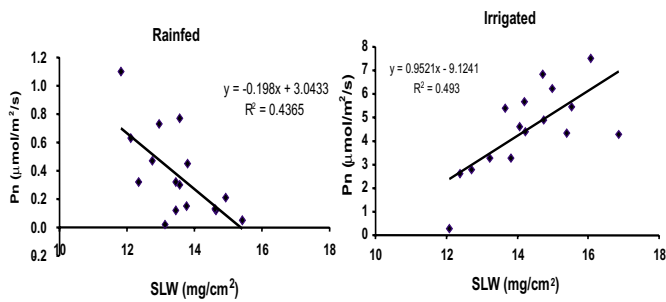 Rainfed
Pn (µmol/m²/s)
1.2
1.0
0.8
0.6
0.4
0.2
0.0
0.2
10
12
14
16
18
y = -0.198x + 3.0433
R² = 0.4365
SLW (mg/cm²)
Irrigated
Pn (µmol/m²/s)
8
7
6
5
4
3
2
1
0
10
12
14
16
18
y = 0.9521x - 9.1241
R² = 0.493
SLW (mg/cm²)